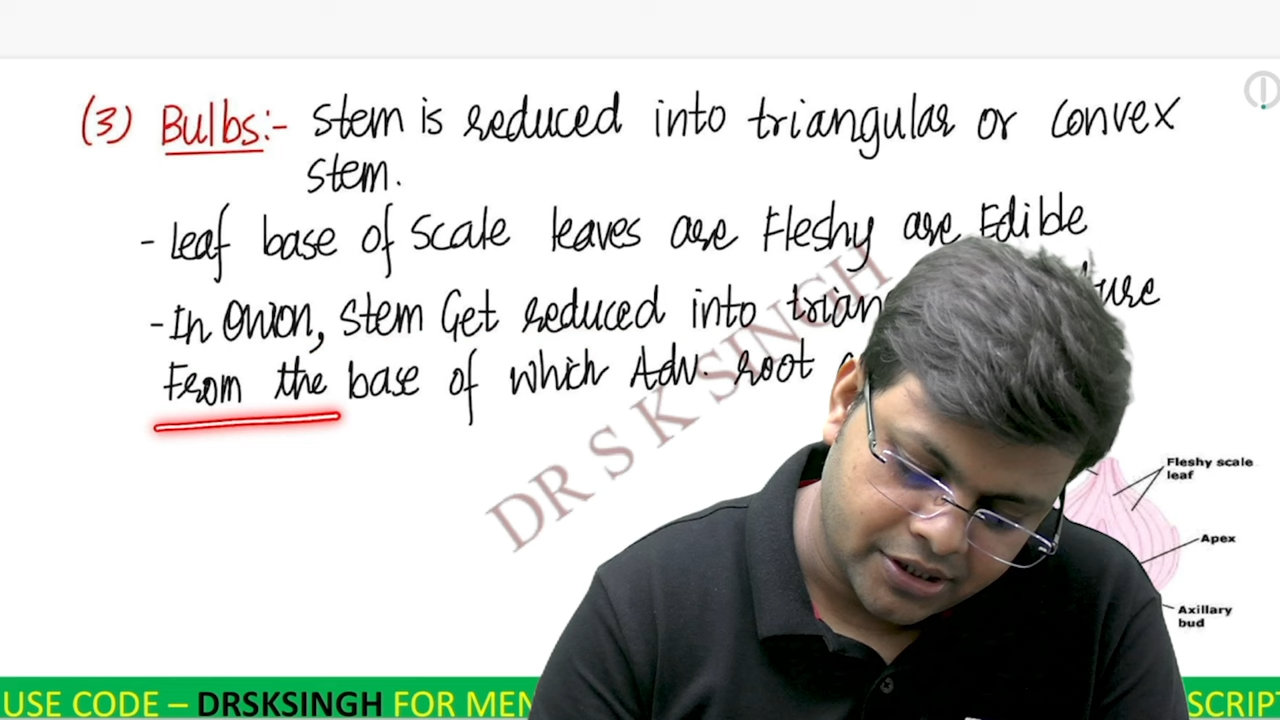 (3) Bulbs:- Stem is reduced into triangular or convex
stem.
- Leaf base of Scale leaves are Fleshy are Edible
- In Onion, Stem Get reduced into
From the base of which Adv. root
DR S K SINGH
Fleshy scale
leaf
Apex
Axillary
bud
USE CODE – DRSKSINGH FOR